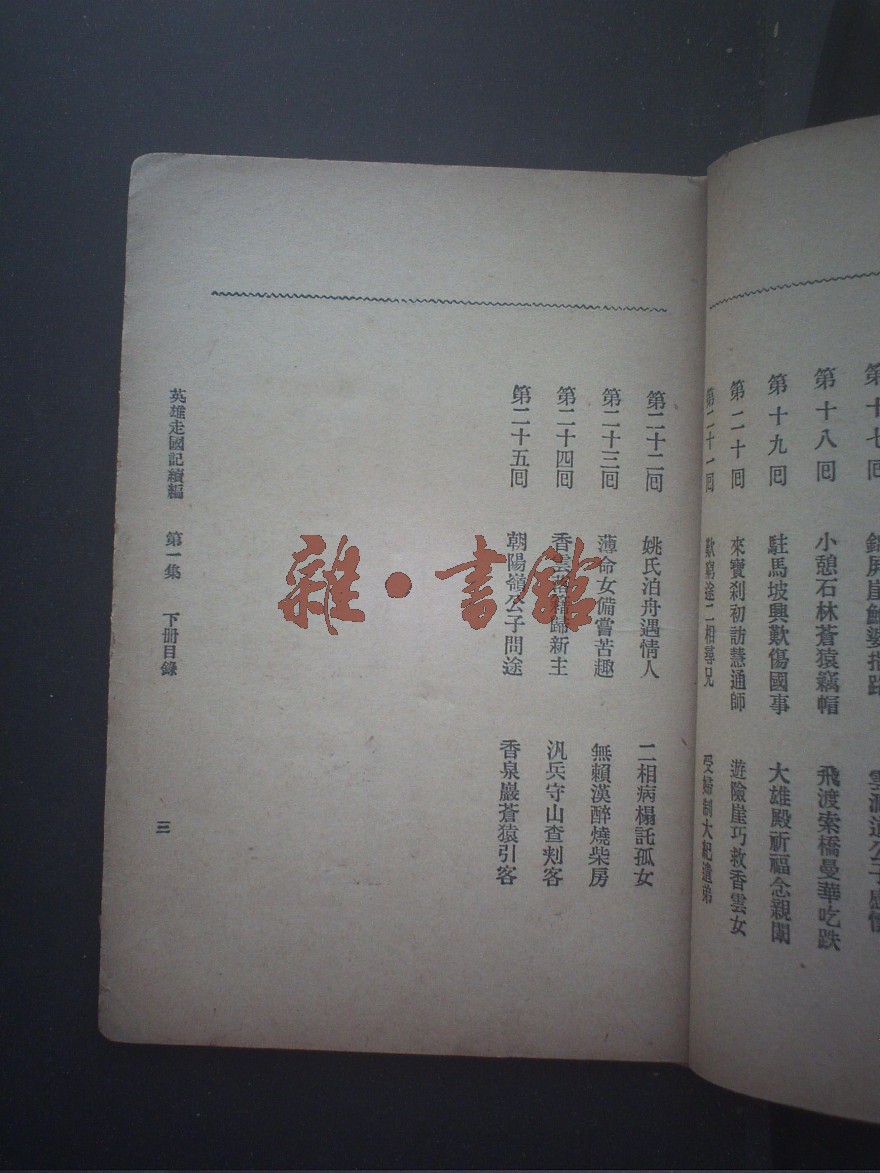 第十八回　小憩石林蒼猿竊帽　飛渡索橋曼華吃跌
第十九回　駐馬坡興歎傷國事　大雄殿祈福念親闈
第二十回　來寶刹初訪慧通師　遊險崖巧救香雲女
第二十一回　歎窮途二相尋兄　受婦制大紀遣弟
第二十二回　姚氏泊舟遇情人　二相病榻託孤女
第二十三回　薄命女備嘗苦趣　無賴漢醉燒柴房
第二十四回　香雲落籍歸新主　汎兵守山查刦客
第二十五回　朝陽嶺公子問途　香泉巖蒼猿引客
英雄走國記續編　第一集　下册目錄　三
雜·書館